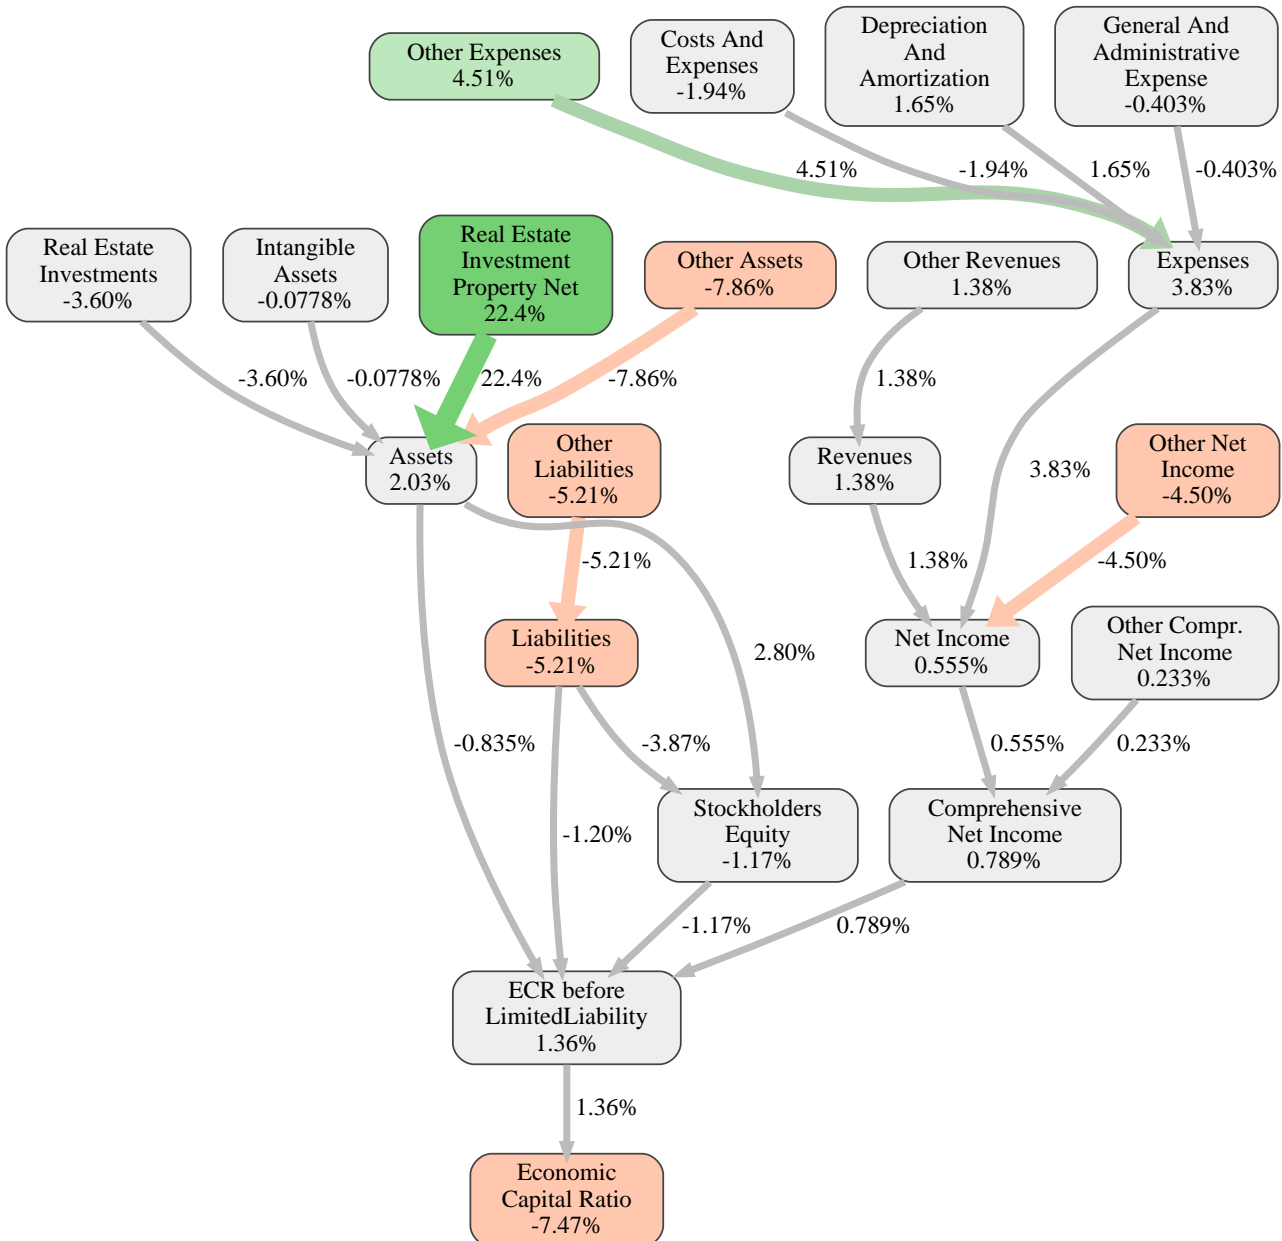 Other Expenses
4.51%
Costs And
Expenses
-1.94%
Depreciation
And
Amortization
1.65%
General And
Administrative
Expense
-0.403%
4.51%
-1.94%
1.65%
-0.403%
Real Estate
Investments
-3.60%
Intangible
Assets
-0.0778%
Real Estate
Investment
Property Net
22.4%
Other Assets
-7.86%
Other Revenues
1.38%
Expenses
3.83%
-3.60%
-0.0778%
22.4%
-7.86%
1.38%
3.83%
Assets
2.03%
Other
Liabilities
-5.21%
Revenues
1.38%
Other Net
Income
-4.50%
-5.21%
1.38%
-4.50%
Liabilities
-5.21%
2.80%
Net Income
0.555%
Other Compr.
Net Income
0.233%
-0.835%
-3.87%
0.555%
0.233%
-1.20%
Stockholders
Equity
-1.17%
Comprehensive
Net Income
0.789%
-1.17%
0.789%
ECR before
LimitedLiability
1.36%
1.36%
Economic
Capital Ratio
-7.47%